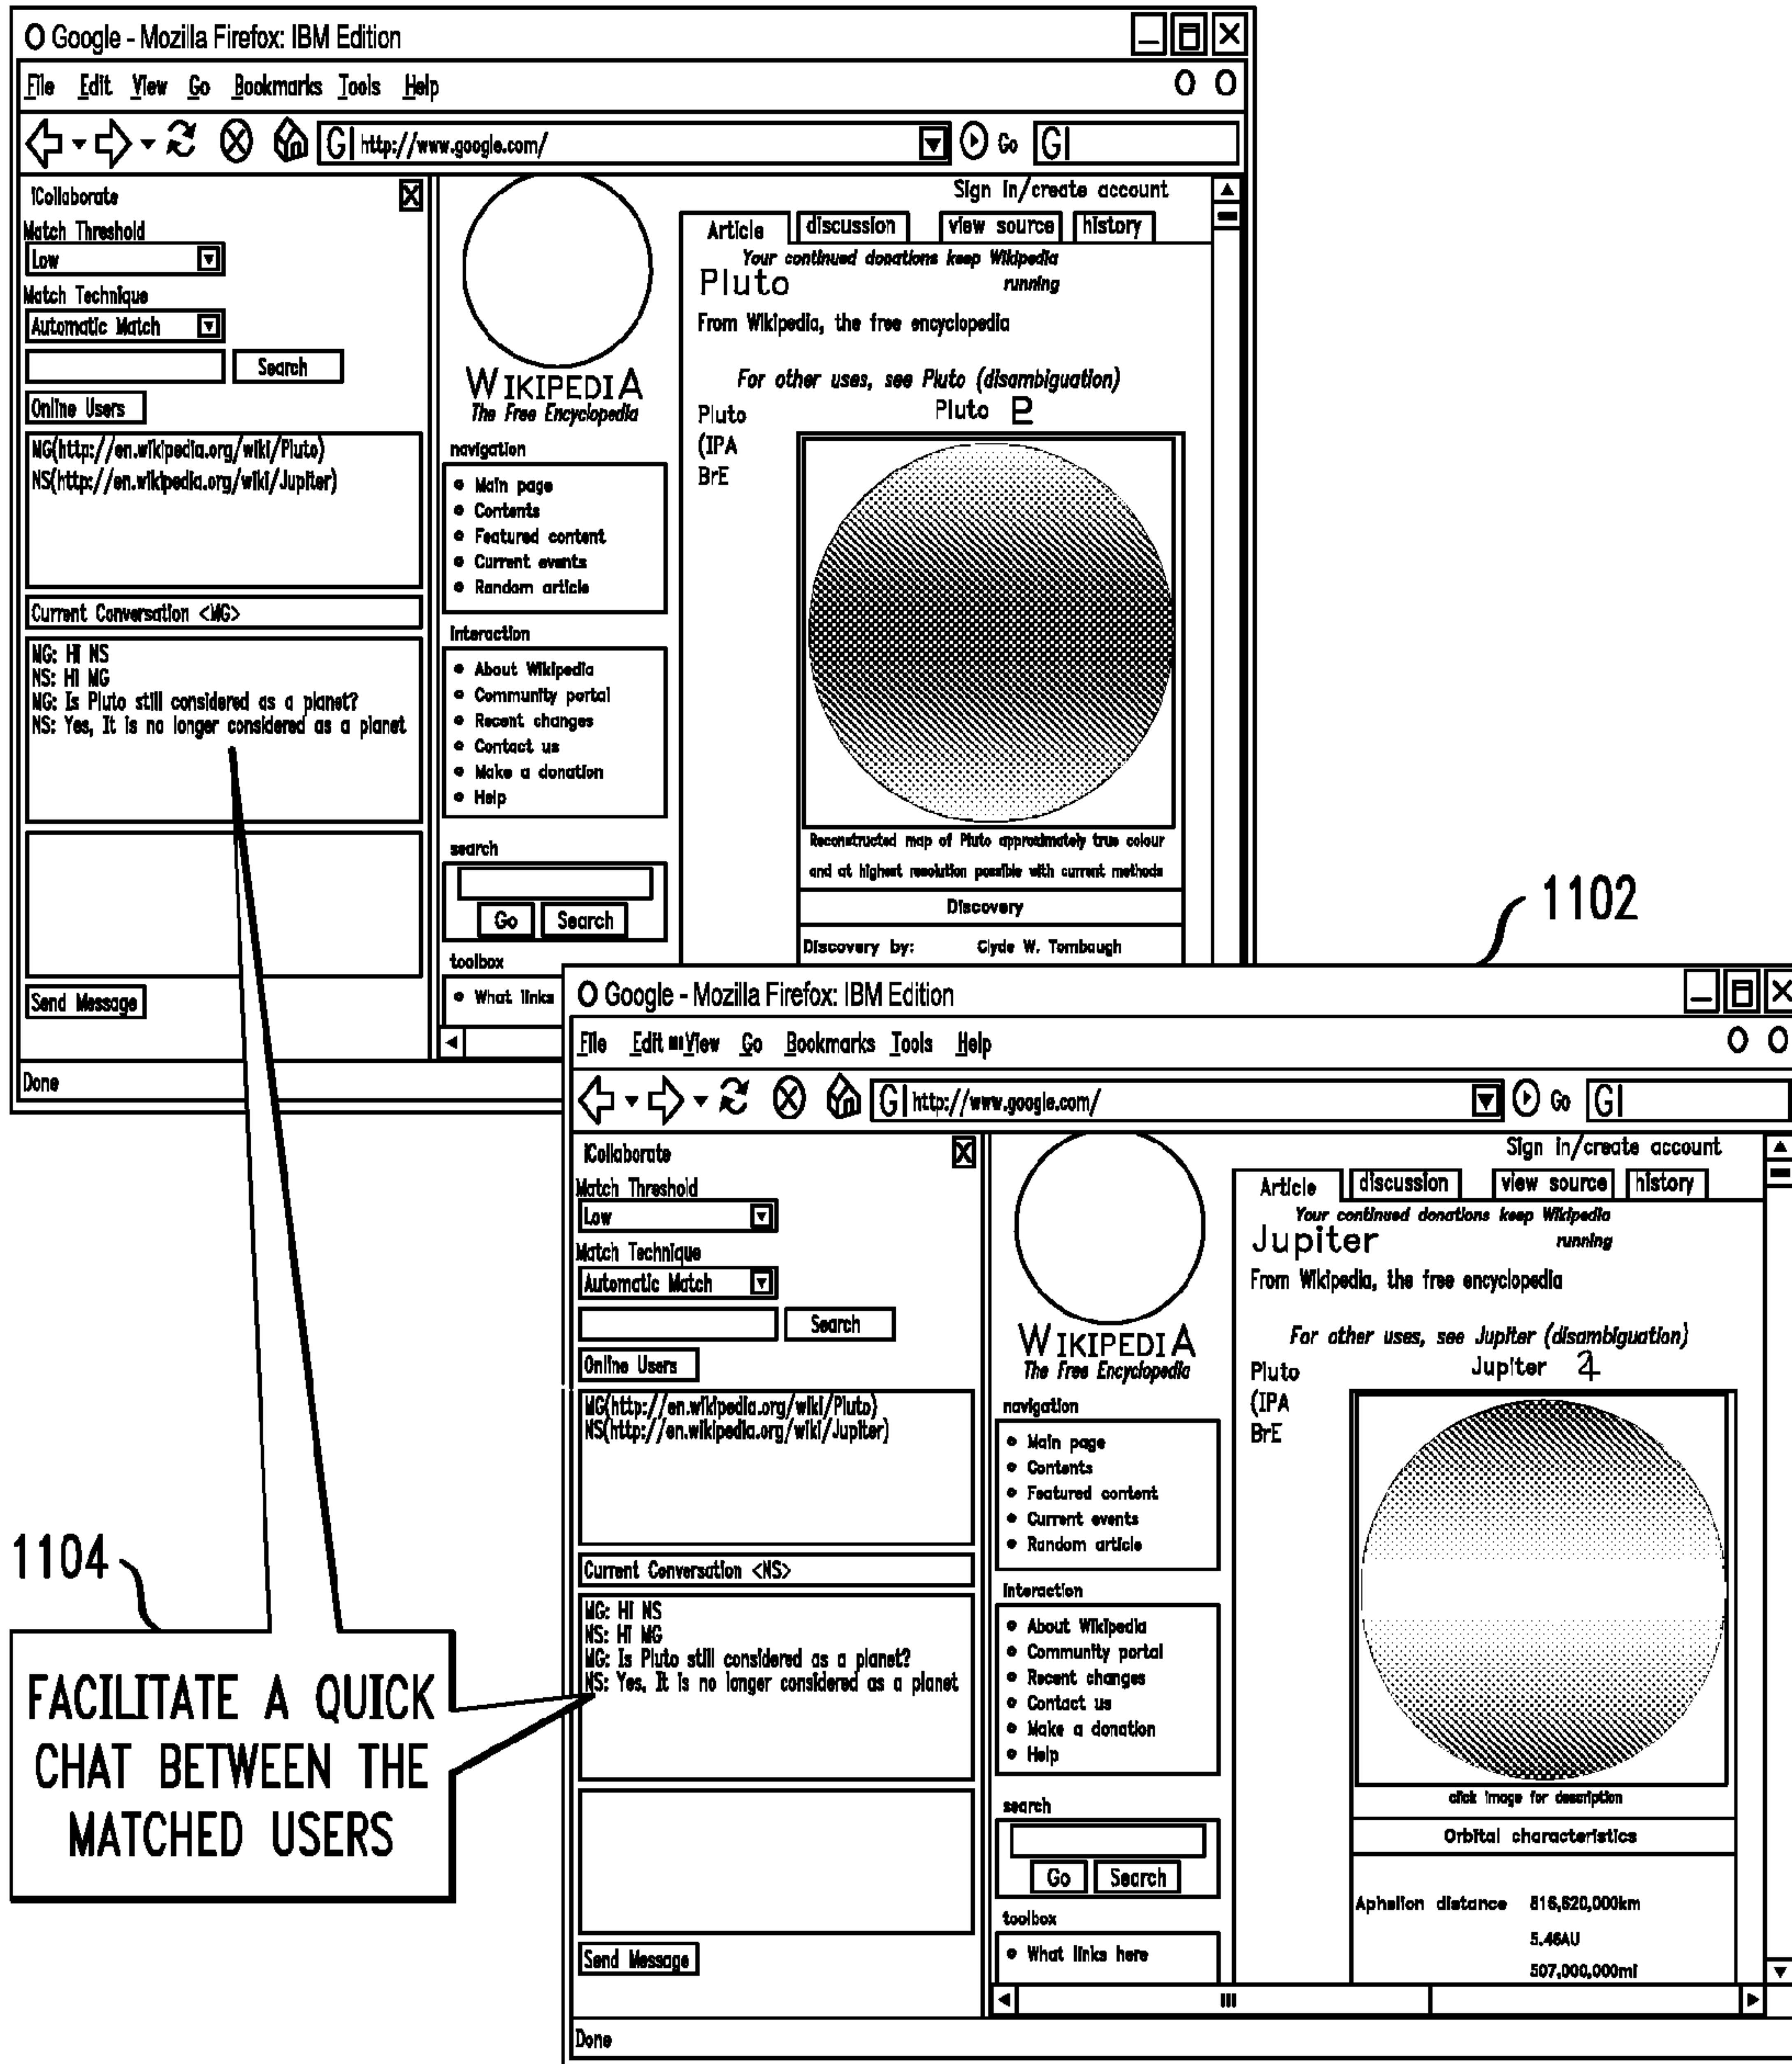 Google - Mozilla Firefox: IBM Edition
File Edit View Go Bookmarks Tools Help
G http://www.google.com/ Go G
iCollaborate
Match Threshold
Low
Match Technique
Automatic Match
Search
Online Users
MG(http://en.wikipedia.org/wiki/Pluto)
NS(http://en.wikipedia.org/wiki/Jupiter)
Current Conversation <MG>
MG: Hi NS
NS: Hi MG
MG: Is Pluto still considered as a planet?
NS: Yes, It is no longer considered as a planet
Send Message
Done
WIKIPEDIA
The Free Encyclopedia
navigation
Main page
Contents
Featured content
Current events
Random article
interaction
About Wikipedia
Community portal
Recent changes
Contact us
Make a donation
Help
search
Go Search
toolbox
What links
Sign in/create account
Article discussion view source history
Your continued donations keep Wikipedia
running
Pluto
From Wikipedia, the free encyclopedia
For other uses, see Pluto (disambiguation)
Pluto
(IPA
BrE
Pluto
Reconstructed map of Pluto approximately true colour
and at highest resolution possible with current methods
Discovery
Discovery by: Clyde W. Tombaugh
1102
Google - Mozilla Firefox: IBM Edition
File Edit View Go Bookmarks Tools Help
G http://www.google.com/ Go G
iCollaborate
Match Threshold
Low
Match Technique
Automatic Match
Search
Online Users
MG(http://en.wikipedia.org/wiki/Pluto)
NS(http://en.wikipedia.org/wiki/Jupiter)
Current Conversation <NS>
MG: Hi NS
NS: Hi MG
MG: Is Pluto still considered as a planet?
NS: Yes, It is no longer considered as a planet
Send Message
Done
WIKIPEDIA
The Free Encyclopedia
navigation
Main page
Contents
Featured content
Current events
Random article
interaction
About Wikipedia
Community portal
Recent changes
Contact us
Make a donation
Help
search
Go Search
toolbox
What links here
Sign in/create account
Article discussion view source history
Your continued donations keep Wikipedia
running
Jupiter
From Wikipedia, the free encyclopedia
For other uses, see Jupiter (disambiguation)
Pluto
(IPA
BrE
Jupiter
click image for description
Orbital characteristics
Aphelion distance 816,620,000km
5.46AU
507,000,000mi
1104
FACILITATE A QUICK
CHAT BETWEEN THE
MATCHED USERS